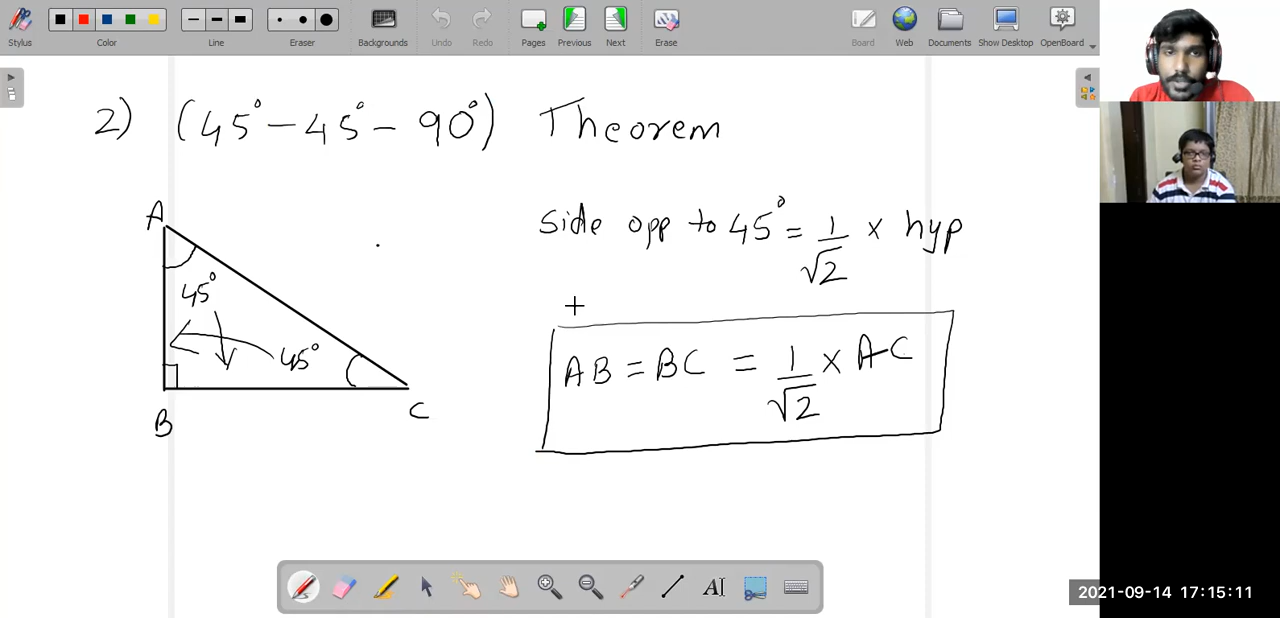 Stylus Color Line Eraser Backgrounds Undo Redo Pages Previous Next Erase Board Web Documents Show Desktop OpenBoard
2) (45° - 45° - 90°) Theorem
A
45°
45°
B
C
Side opp to 45° = 1/√2 × hyp
AB = BC = 1/√2 × AC
2021-09-14 17:15:11